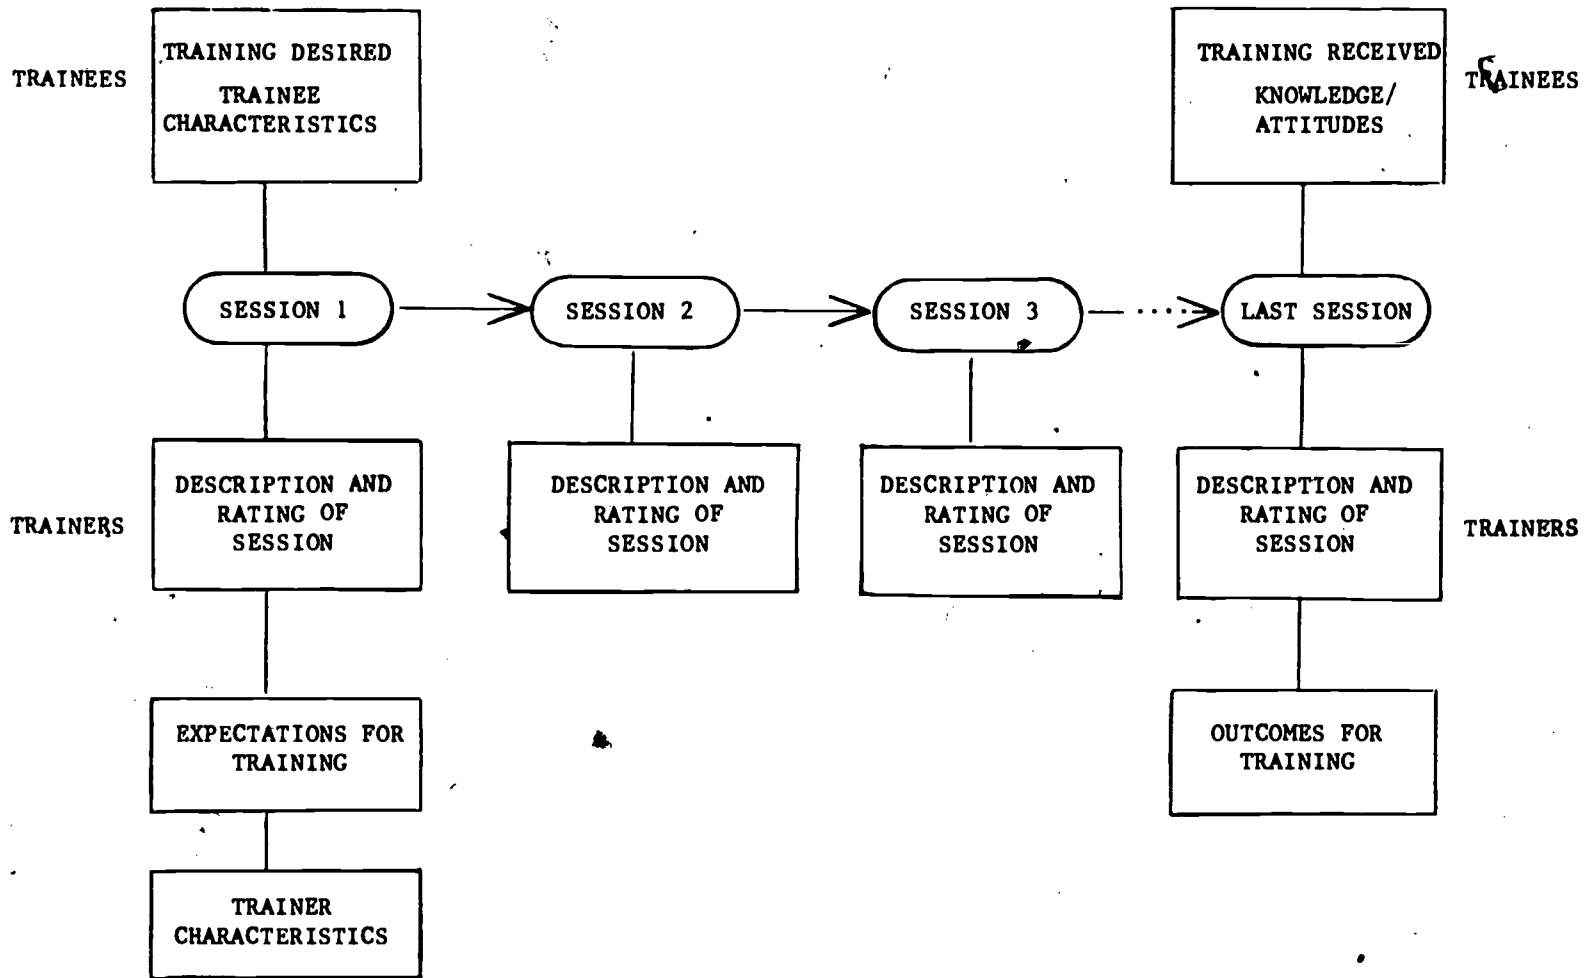 TRAINEES
TRAINING DESIRED
TRAINEE
CHARACTERISTICS
TRAINING RECEIVED
KNOWLEDGE/
ATTITUDES
TRAINEES
SESSION 1
SESSION 2
SESSION 3
LAST SESSION
TRAINERS
DESCRIPTION AND
RATING OF
SESSION
DESCRIPTION AND
RATING OF
SESSION
DESCRIPTION AND
RATING OF
SESSION
DESCRIPTION AND
RATING OF
SESSION
TRAINERS
EXPECTATIONS FOR
TRAINING
OUTCOMES FOR
TRAINING
TRAINER
CHARACTERISTICS